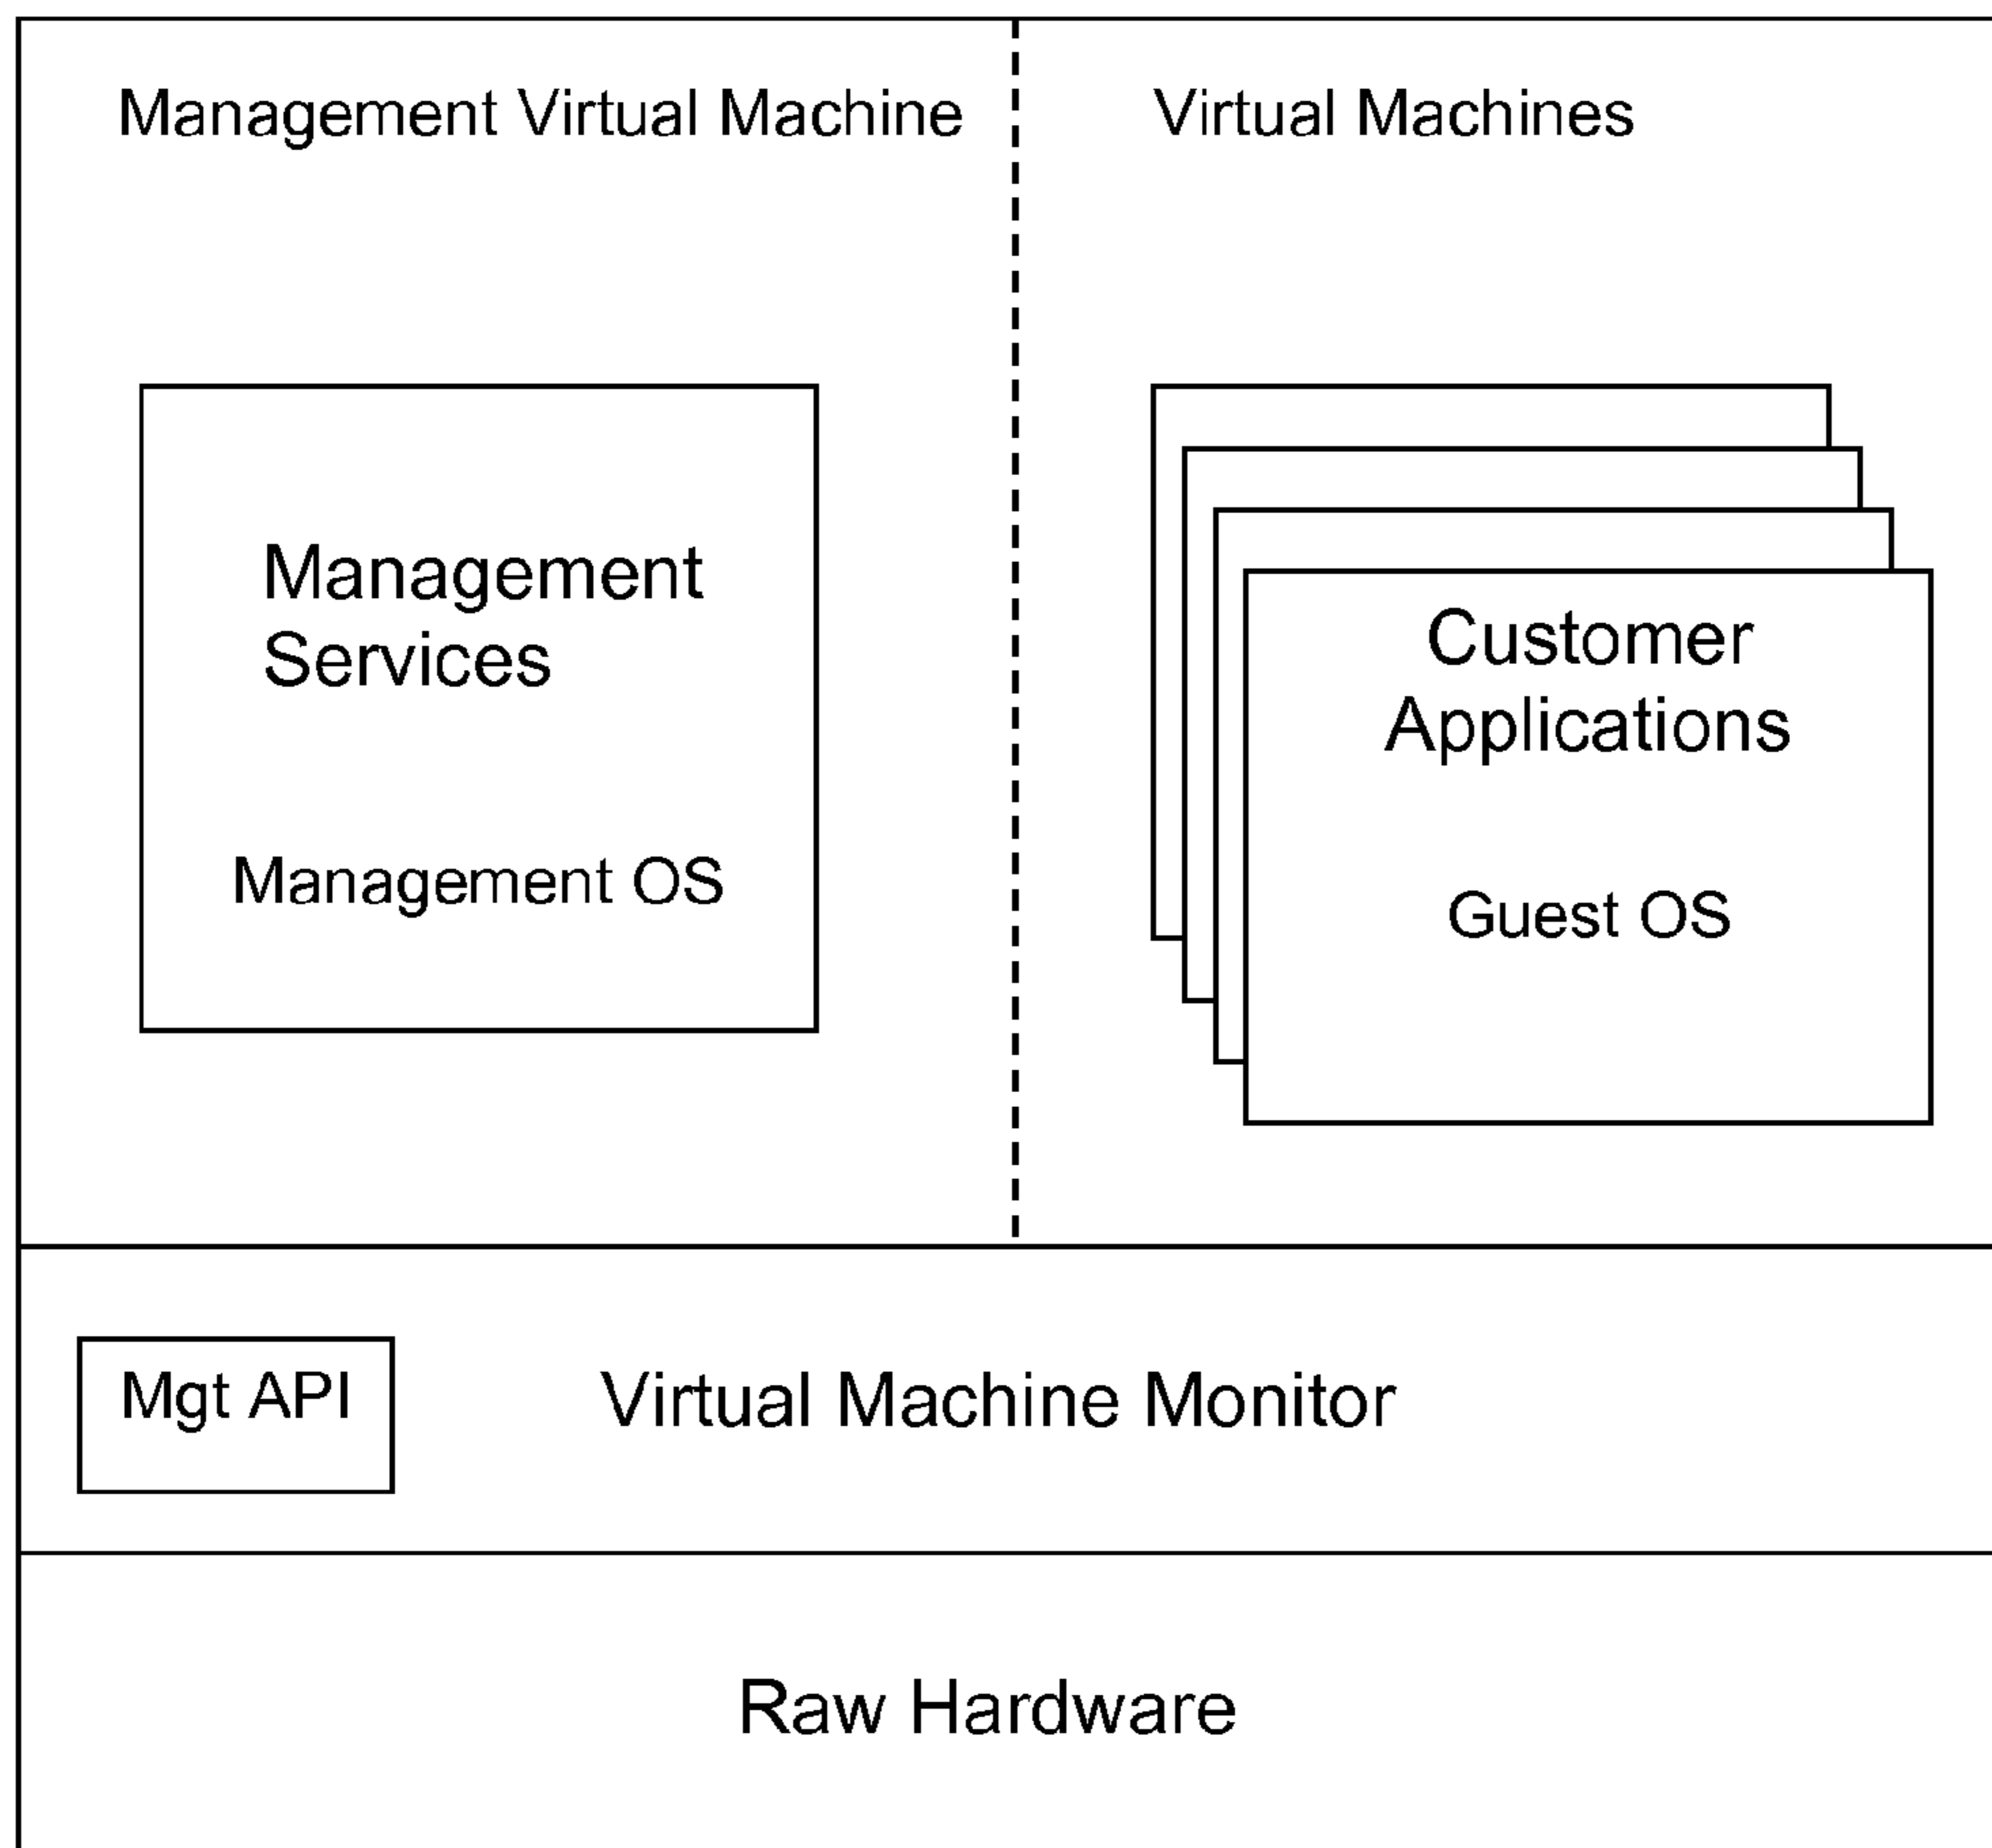 Management Virtual Machine
Virtual Machines
Management
Services
Management OS
Customer
Applications
Guest OS
Mgt API
Virtual Machine Monitor
Raw Hardware